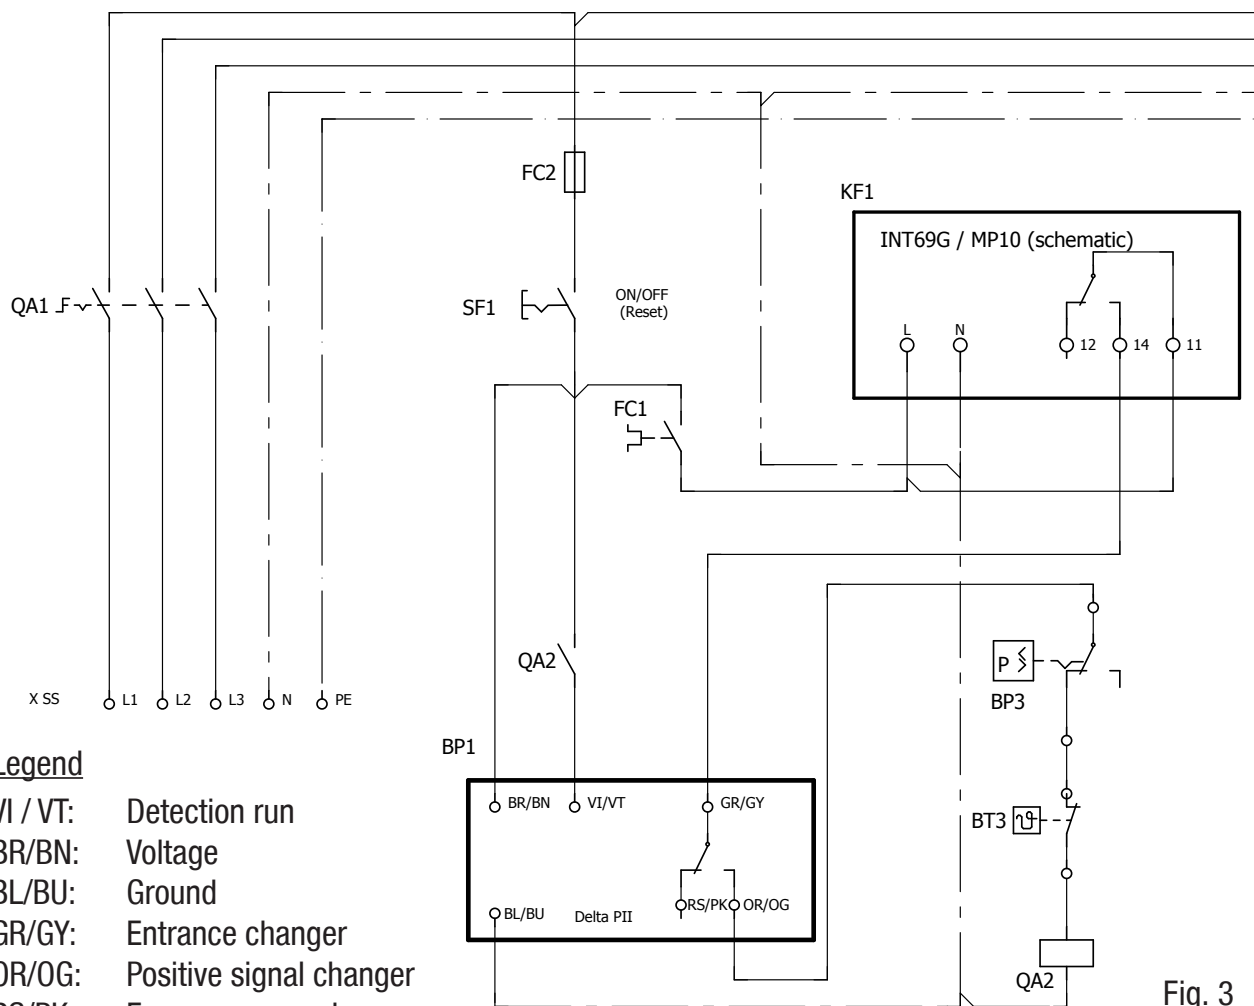 FC2
KF1
INT69G / MP10 (schematic)
QA1
SF1
ON/OFF
(Reset)
L
N
12
14
11
FC1
QA2
P
BP3
X SS
L1
L2
L3
N
PE
BP1
BR/BN
VI/VT
GR/GY
BT3
ϑ
RS/PK
OR/OG
BL/BU
Delta PII
QA2
Legend
VI / VT: Detection run
BR/BN: Voltage
BL/BU: Ground
GR/GY: Entrance changer
OR/OG: Positive signal changer
Fig. 3